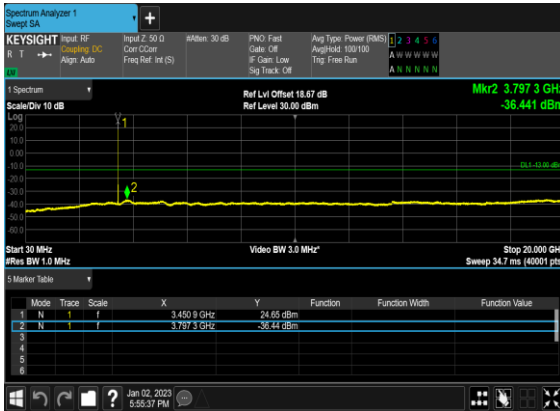 Spectrum Analyzer 1
Swept SA
+
KEYSIGHT Input: RF Input Z: 50 Ω #Atten: 30 dB PNO: Fast Avg Type: Power (RMS) 1 2 3 4 5 6
R T Coupling: DC Corr CCorr Gate: Off Avg|Hold: 100/100 A W W W W W
Align: Auto Freq Ref: Int (S) IF Gain: Low Trig: Free Run
Sig Track: Off A N N N N N
1 Spectrum Ref Lvl Offset 18.67 dB Mkr2 3.797 3 GHz
Scale/Div 10 dB Ref Level 30.00 dBm -36.441 dBm
Log
20.0
10.0
0.00
-10.0
-20.0
-30.0
-40.0
-50.0
-60.0
1
2
DL1 -13.00 dBm
Start 30 MHz Video BW 3.0 MHz* Stop 20.000 GHz
#Res BW 1.0 MHz Sweep 34.7 ms (40001 pts)
5 Marker Table
Mode Trace Scale X Y Function Function Width Function Value
1 N 1 f 3.450 9 GHz 24.65 dBm
2 N 1 f 3.797 3 GHz -36.44 dBm
3
4
5
6
? Jan 02, 2023
5:55:37 PM